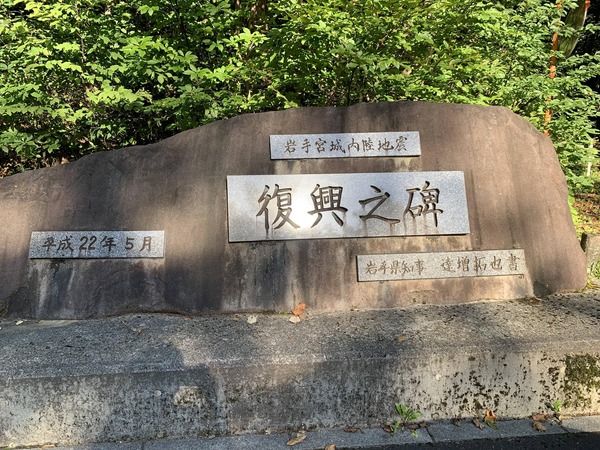 岩手宮城内陸地震
復興之碑
平成22年5月
岩手県知事 達増拓也書